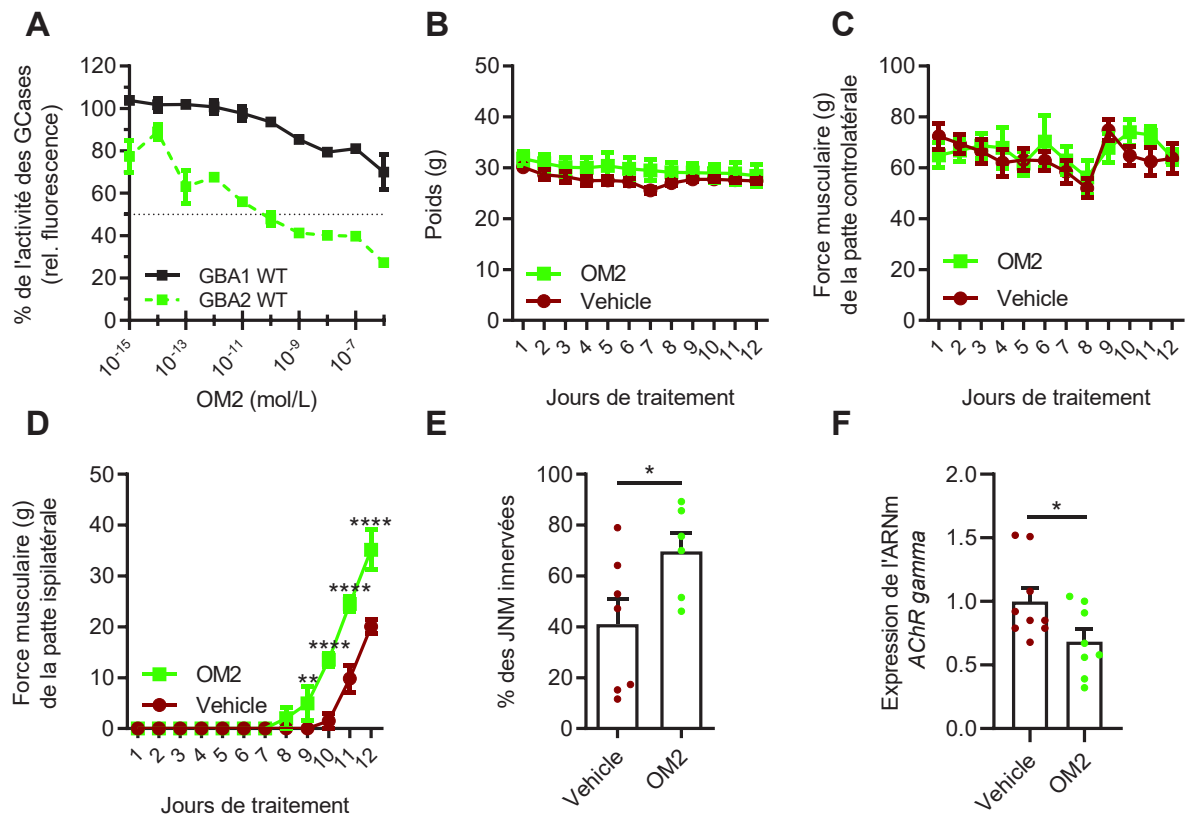 A
% de l'activité des GCases
(rel. fluorescence)
120
100
80
60
40
20
0
GBA1 WT
GBA2 WT
10-15
10-13
10-11
10-9
10-7
OM2 (mol/L)
B
Poids (g)
50
40
30
20
10
0
OM2
Vehicle
1 2 3 4 5 6 7 8 9 10 11 12
Jours de traitement
C
Force musculaire (g)
de la patte controlatérale
100
80
60
40
20
0
OM2
Vehicle
1 2 3 4 5 6 7 8 9 10 11 12
Jours de traitement
D
Force musculaire (g)
de la patte ispilatérale
50
40
30
20
10
0
OM2
Vehicle
**
****
****
****
1 2 3 4 5 6 7 8 9 10 11 12
Jours de traitement
E
% des JNM innervées
100
80
60
40
20
0
*
Vehicle
OM2
F
Expression de l'ARNm
AChR gamma
2.0
1.5
1.0
0.5
0.0
*
Vehicle
OM2